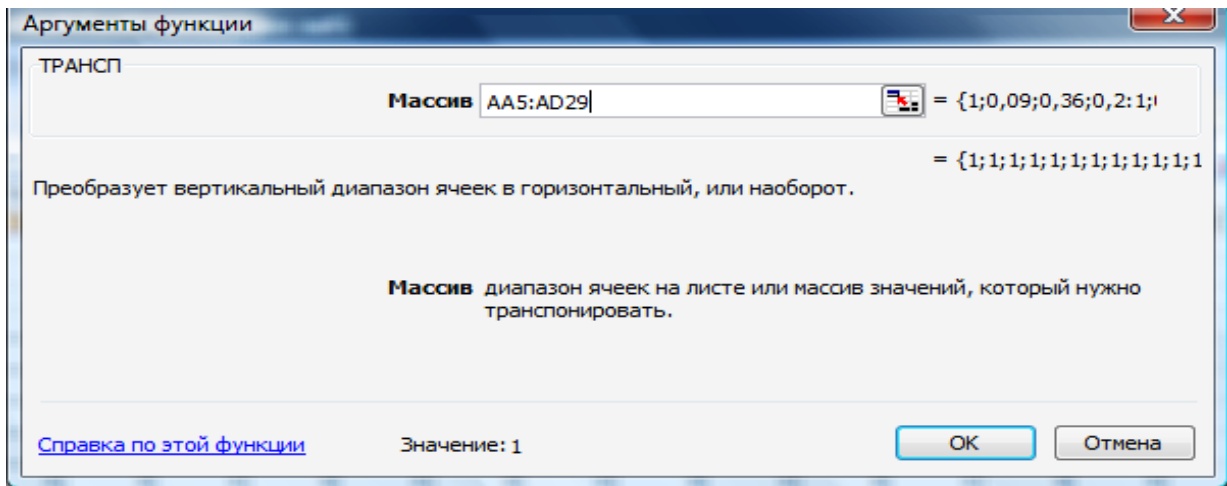 Аргументы функции
ТРАНСП
Массив AA5:AD29 = {1;0,09;0,36;0,2:1;
= {1;1;1;1;1;1;1;1;1;1;1;1
Преобразует вертикальный диапазон ячеек в горизонтальный, или наоборот.
Массив диапазон ячеек на листе или массив значений, который нужно
транспонировать.
Справка по этой функции Значение: 1 ОК Отмена